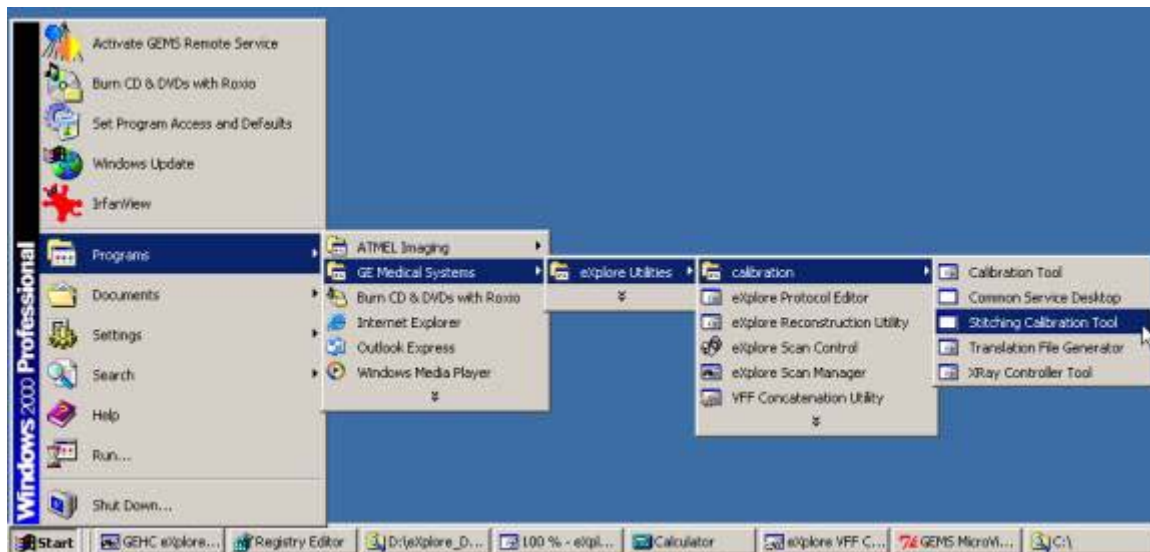 Activate GEMS Remote Service
Burn CD & DVDs with Roxio
Set Program Access and Defaults
Windows Update
IrfanView
Programs
Documents
Settings
Search
Help
Run...
Shut Down...
Windows 2000 Professional
ATMEL Imaging
GE Medical Systems
Burn CD & DVDs with Roxio
Internet Explorer
Outlook Express
Windows Media Player
eXplore Utilities
calibration
eXplore Protocol Editor
eXplore Reconstruction Utility
eXplore Scan Control
eXplore Scan Manager
VFF Concatenation Utility
Calibration Tool
Common Service Desktop
Stitching Calibration Tool
Translation File Generator
XRay Controller Tool
Start
GEHC eXplore...
Registry Editor
D:\eXplore_D...
100 % - eXpl...
Calculator
eXplore VFF C...
GEMS MicroVi...
C:\